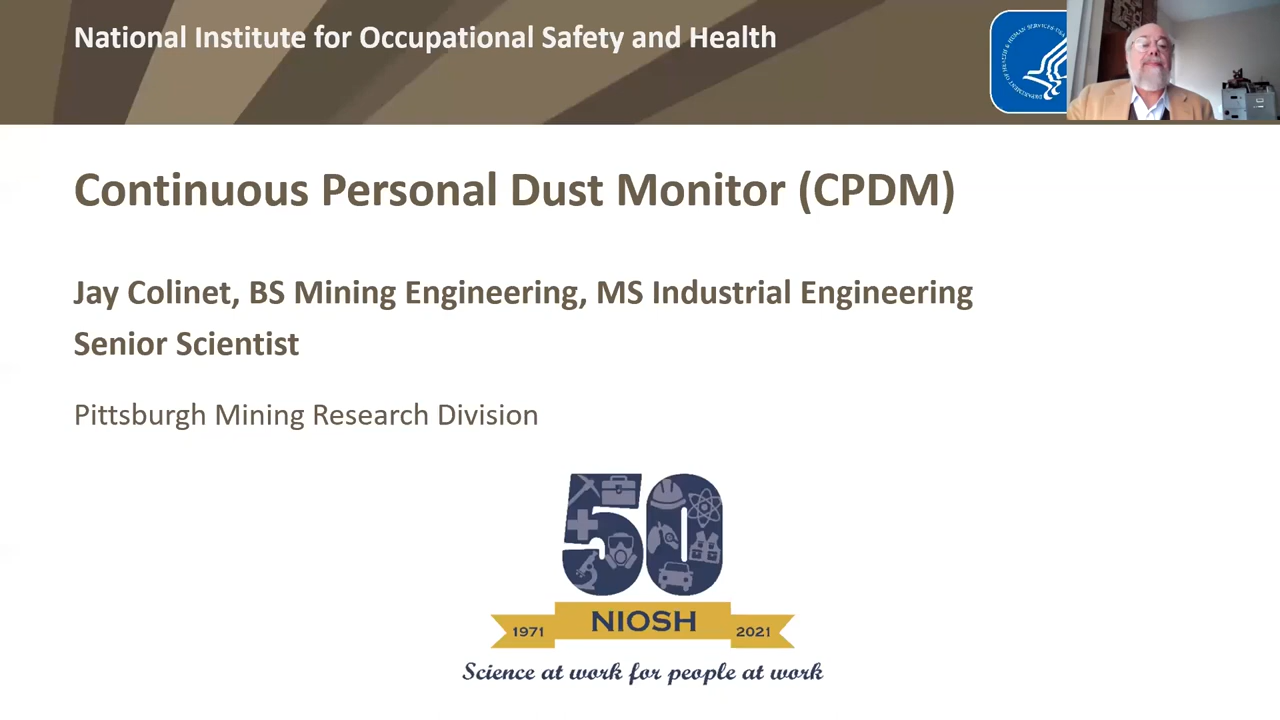 National Institute for Occupational Safety and Health
Continuous Personal Dust Monitor (CPDM)
Jay Colinet, BS Mining Engineering, MS Industrial Engineering
Senior Scientist
Pittsburgh Mining Research Division
50
1971
NIOSH
2021
Science at work for people at work